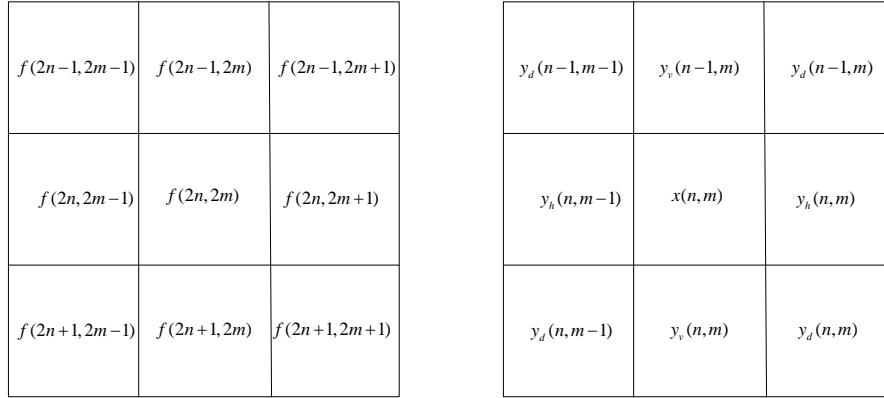 f(2n−1,2m−1) f(2n−1,2m) f(2n−1,2m+1)
f(2n,2m−1) f(2n,2m) f(2n,2m+1)
f(2n+1,2m−1) f(2n+1,2m) f(2n+1,2m+1)
y_d(n−1,m−1) y_v(n−1,m) y_d(n−1,m)
y_h(n,m−1) x(n,m) y_h(n,m)
y_d(n,m−1) y_v(n,m) y_d(n,m)